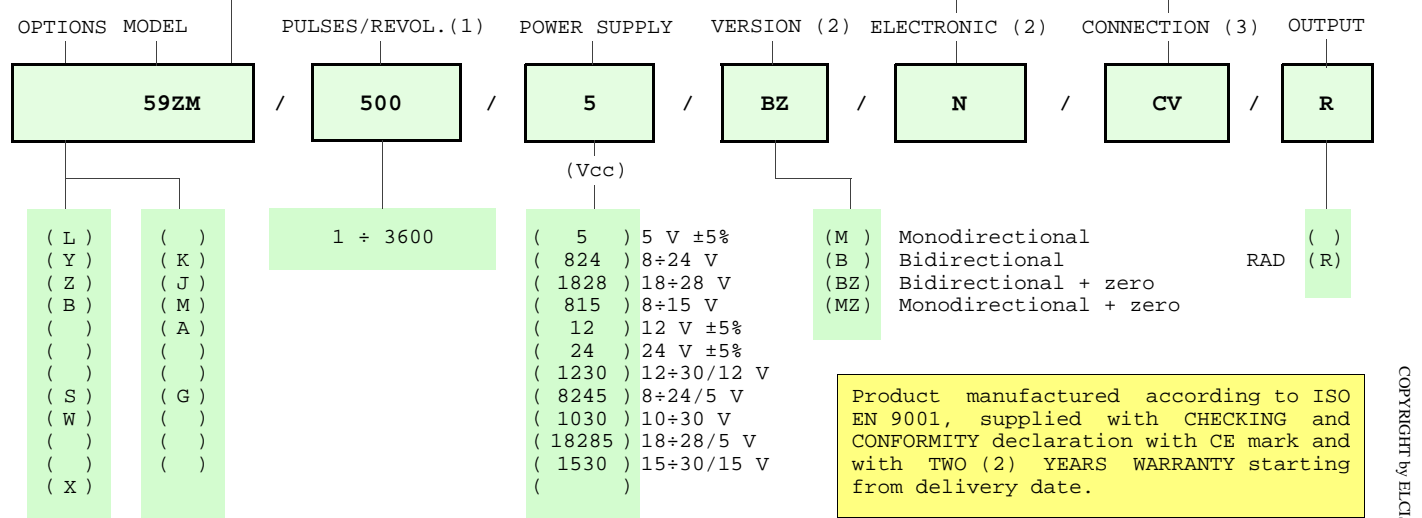 OPTIONS MODEL PULSES/REVOL.(1) POWER SUPPLY VERSION (2) ELECTRONIC (2) CONNECTION (3) OUTPUT
59ZM / 500 / 5 / BZ / N / CV / R
(Vcc)
( L ) ( ) 1 ÷ 3600 ( 5 ) 5 V ±5% (M ) Monodirectional ( )
( Y ) ( K ) ( 824 ) 8÷24 V (B ) Bidirectional RAD (R)
( Z ) ( J ) ( 1828 ) 18÷28 V (BZ) Bidirectional + zero
( B ) ( M ) ( 815 ) 8÷15 V (MZ) Monodirectional + zero
( ) ( A ) ( 12 ) 12 V ±5%
( ) ( ) ( 24 ) 24 V ±5%
( ) ( ) ( 1230 ) 12÷30/12 V
( S ) ( G ) ( 8245 ) 8÷24/5 V
( W ) ( ) ( 1030 ) 10÷30 V
( ) ( ) ( 18285 ) 18÷28/5 V
( ) ( ) ( 1530 ) 15÷30/15 V
( X ) ( )
Product manufactured according to ISO
EN 9001, supplied with CHECKING and
CONFORMITY declaration with CE mark and
with TWO (2) YEARS WARRANTY starting
from delivery date.
COPYRIGHT by